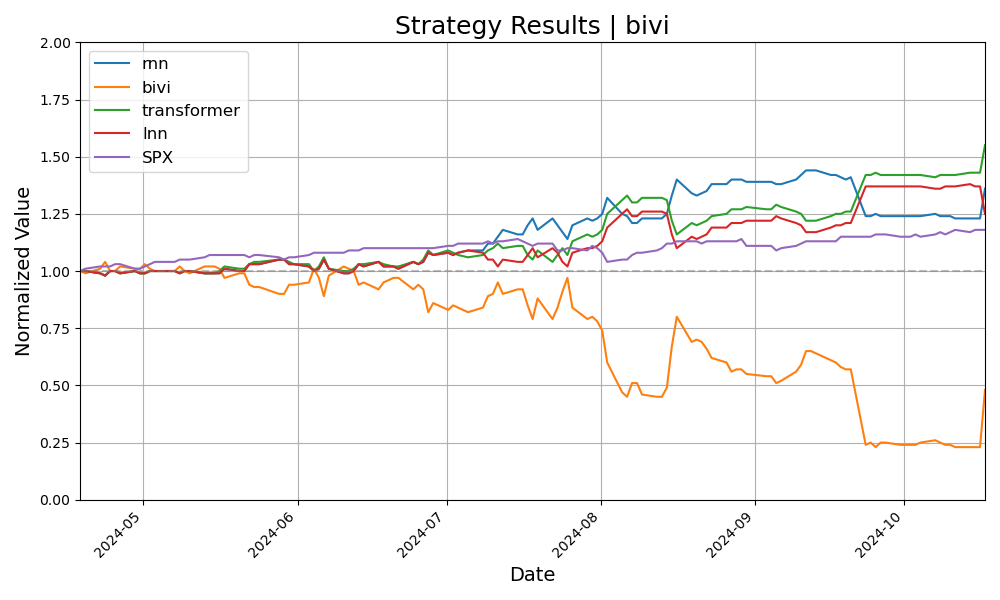 Strategy Results | bivi
Normalized Value
2.00
1.75
1.50
1.25
1.00
0.75
0.50
0.25
0.00
rnn
bivi
transformer
lnn
SPX
2024-05
2024-06
2024-07
2024-08
2024-09
2024-10
Date